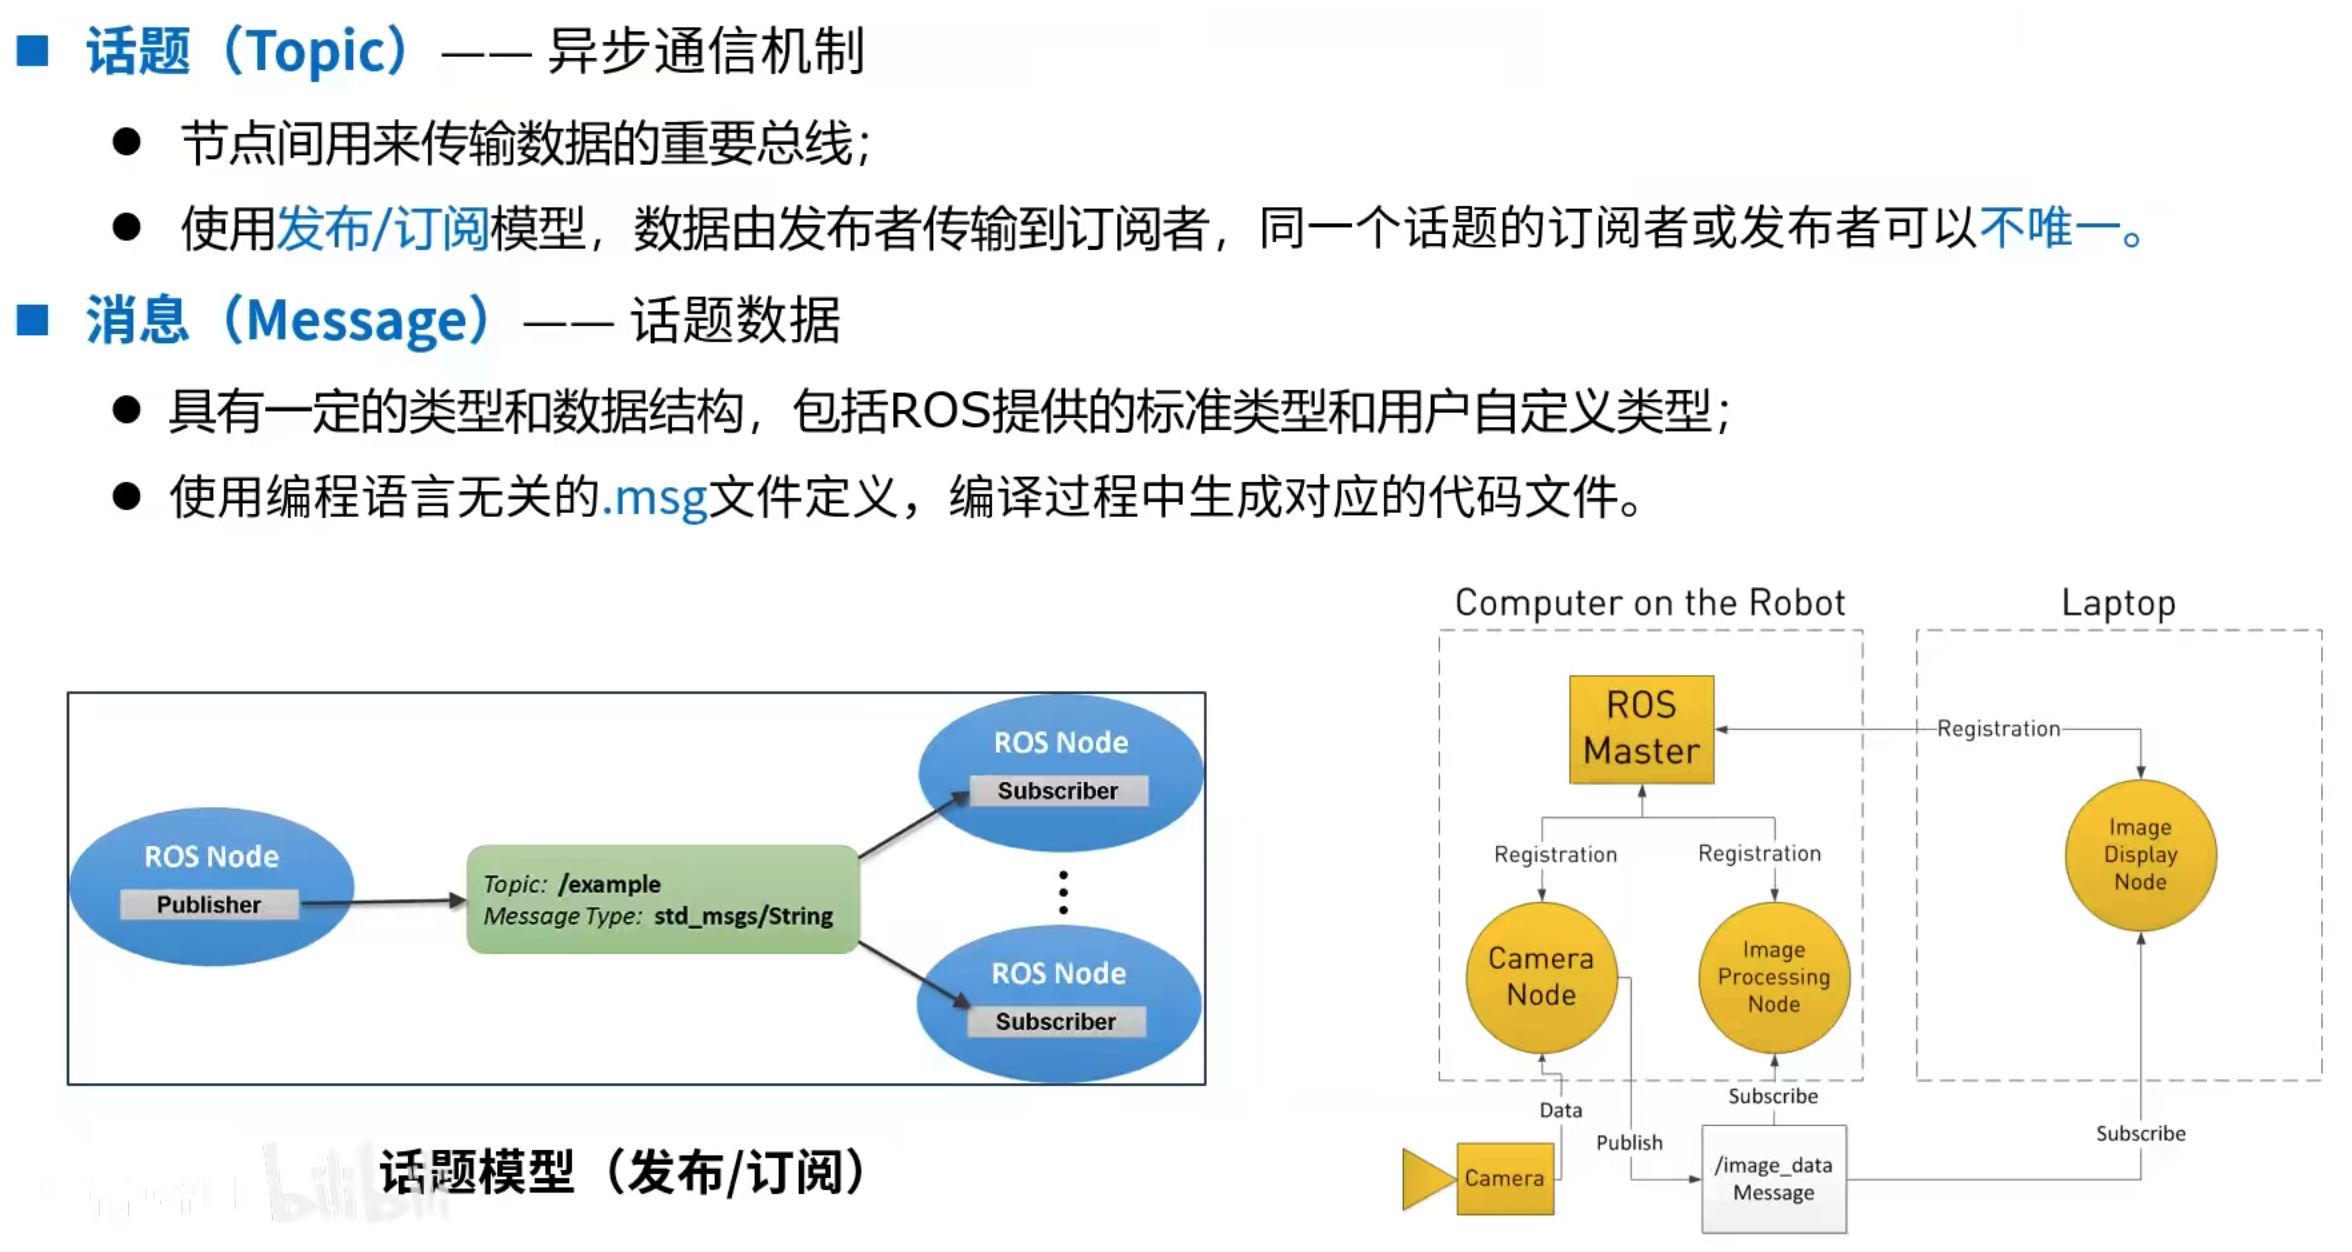 话题（Topic）—— 异步通信机制
节点间用来传输数据的重要总线；
使用发布/订阅模型，数据由发布者传输到订阅者，同一个话题的订阅者或发布者可以不唯一。
消息（Message）—— 话题数据
具有一定的类型和数据结构，包括ROS提供的标准类型和用户自定义类型；
使用编程语言无关的.msg文件定义，编译过程中生成对应的代码文件。
ROS Node
Publisher
Topic: /example
Message Type: std_msgs/String
ROS Node
Subscriber
ROS Node
Subscriber
话题模型（发布/订阅）
bilibili
Computer on the Robot
Laptop
ROS
Master
Registration
Registration
Registration
Image
Display
Node
Camera
Node
Image
Processing
Node
Data
Publish
Subscribe
Subscribe
Camera
/image_data
Message